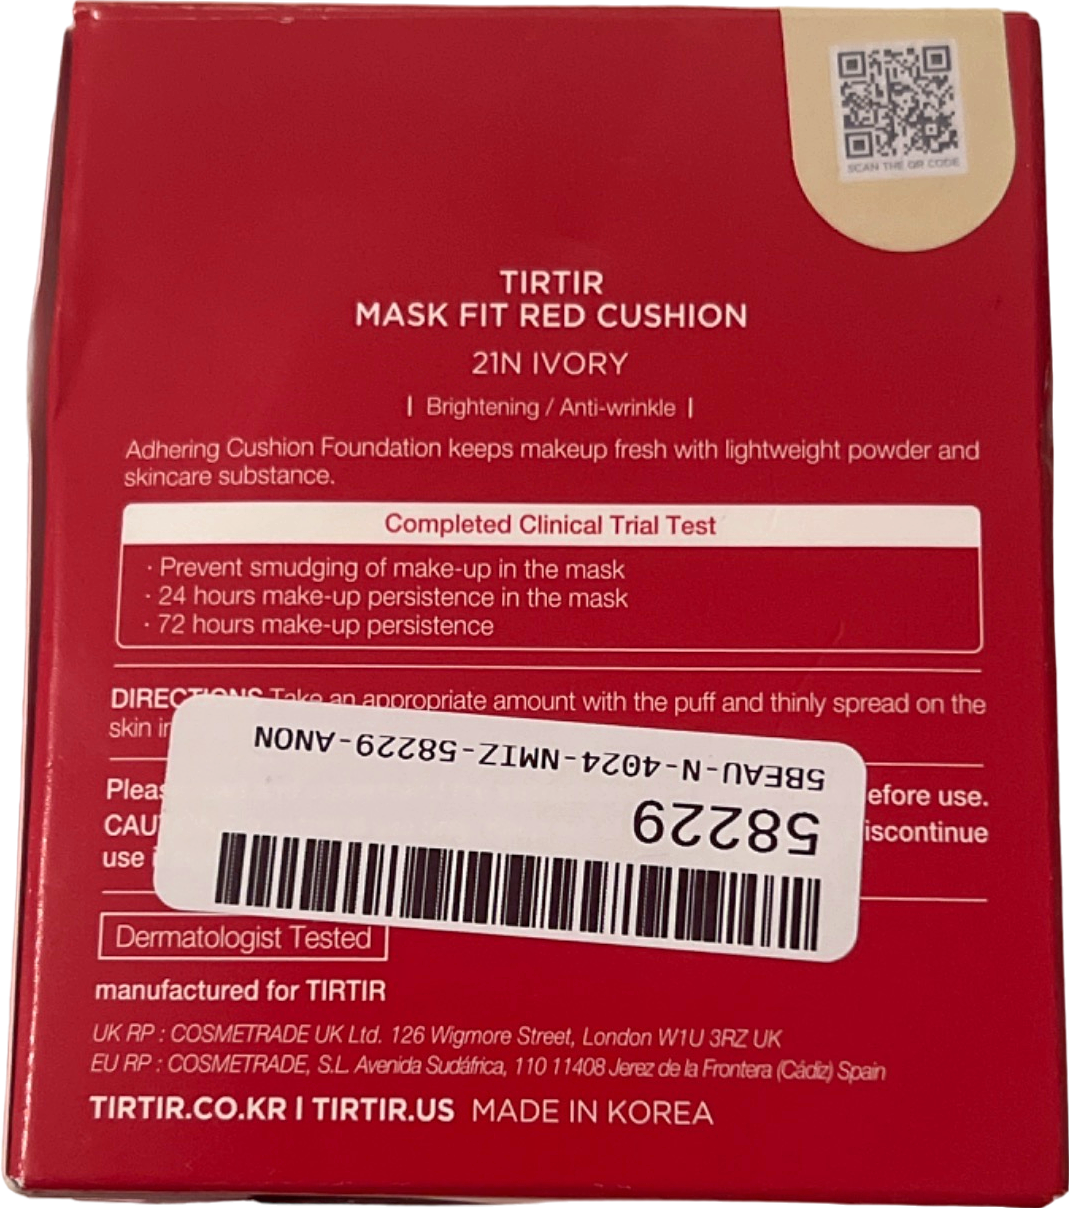 SCAN THE QR CODE
TIRTIR
MASK FIT RED CUSHION
21N IVORY
| Brightening / Anti-wrinkle |
Adhering Cushion Foundation keeps makeup fresh with lightweight powder and
skincare substance.
Completed Clinical Trial Test
· Prevent smudging of make-up in the mask
· 24 hours make-up persistence in the mask
· 72 hours make-up persistence
DIRECTIONS Take an appropriate amount with the puff and thinly spread on the
skin
5BEAU-N-4024-NMIZ-58229-ANON
58229
efore use.
iscontinue
use
Dermatologist Tested
manufactured for TIRTIR
UK RP : COSMETRADE UK Ltd. 126 Wigmore Street, London W1U 3RZ UK
EU RP : COSMETRADE, S.L. Avenida Sudáfrica, 110 11408 Jerez de la Frontera (Cádiz) Spain
TIRTIR.CO.KR I TIRTIR.US MADE IN KOREA